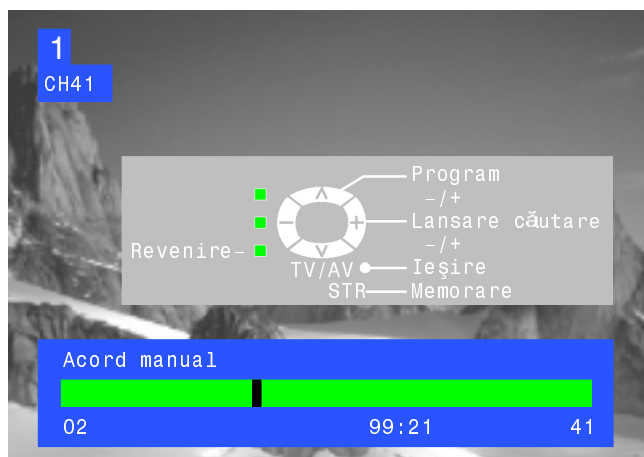 1
CH41
Program
-/+
Lansare căutare
-/+
Revenire-
TV/AV Ieşire
STR Memorare
Acord manual
02 99:21 41